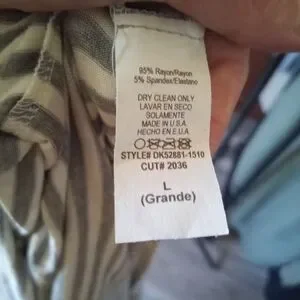 95% Rayon/Rayon
5% Spandex/Elastano
DRY CLEAN ONLY
LAVAR EN SECO
SOLAMENTE
MADE IN U.S.A.
HECHO EN E.U.A.
STYLE# DK52881-1510
CUT# 2036
L
(Grande)